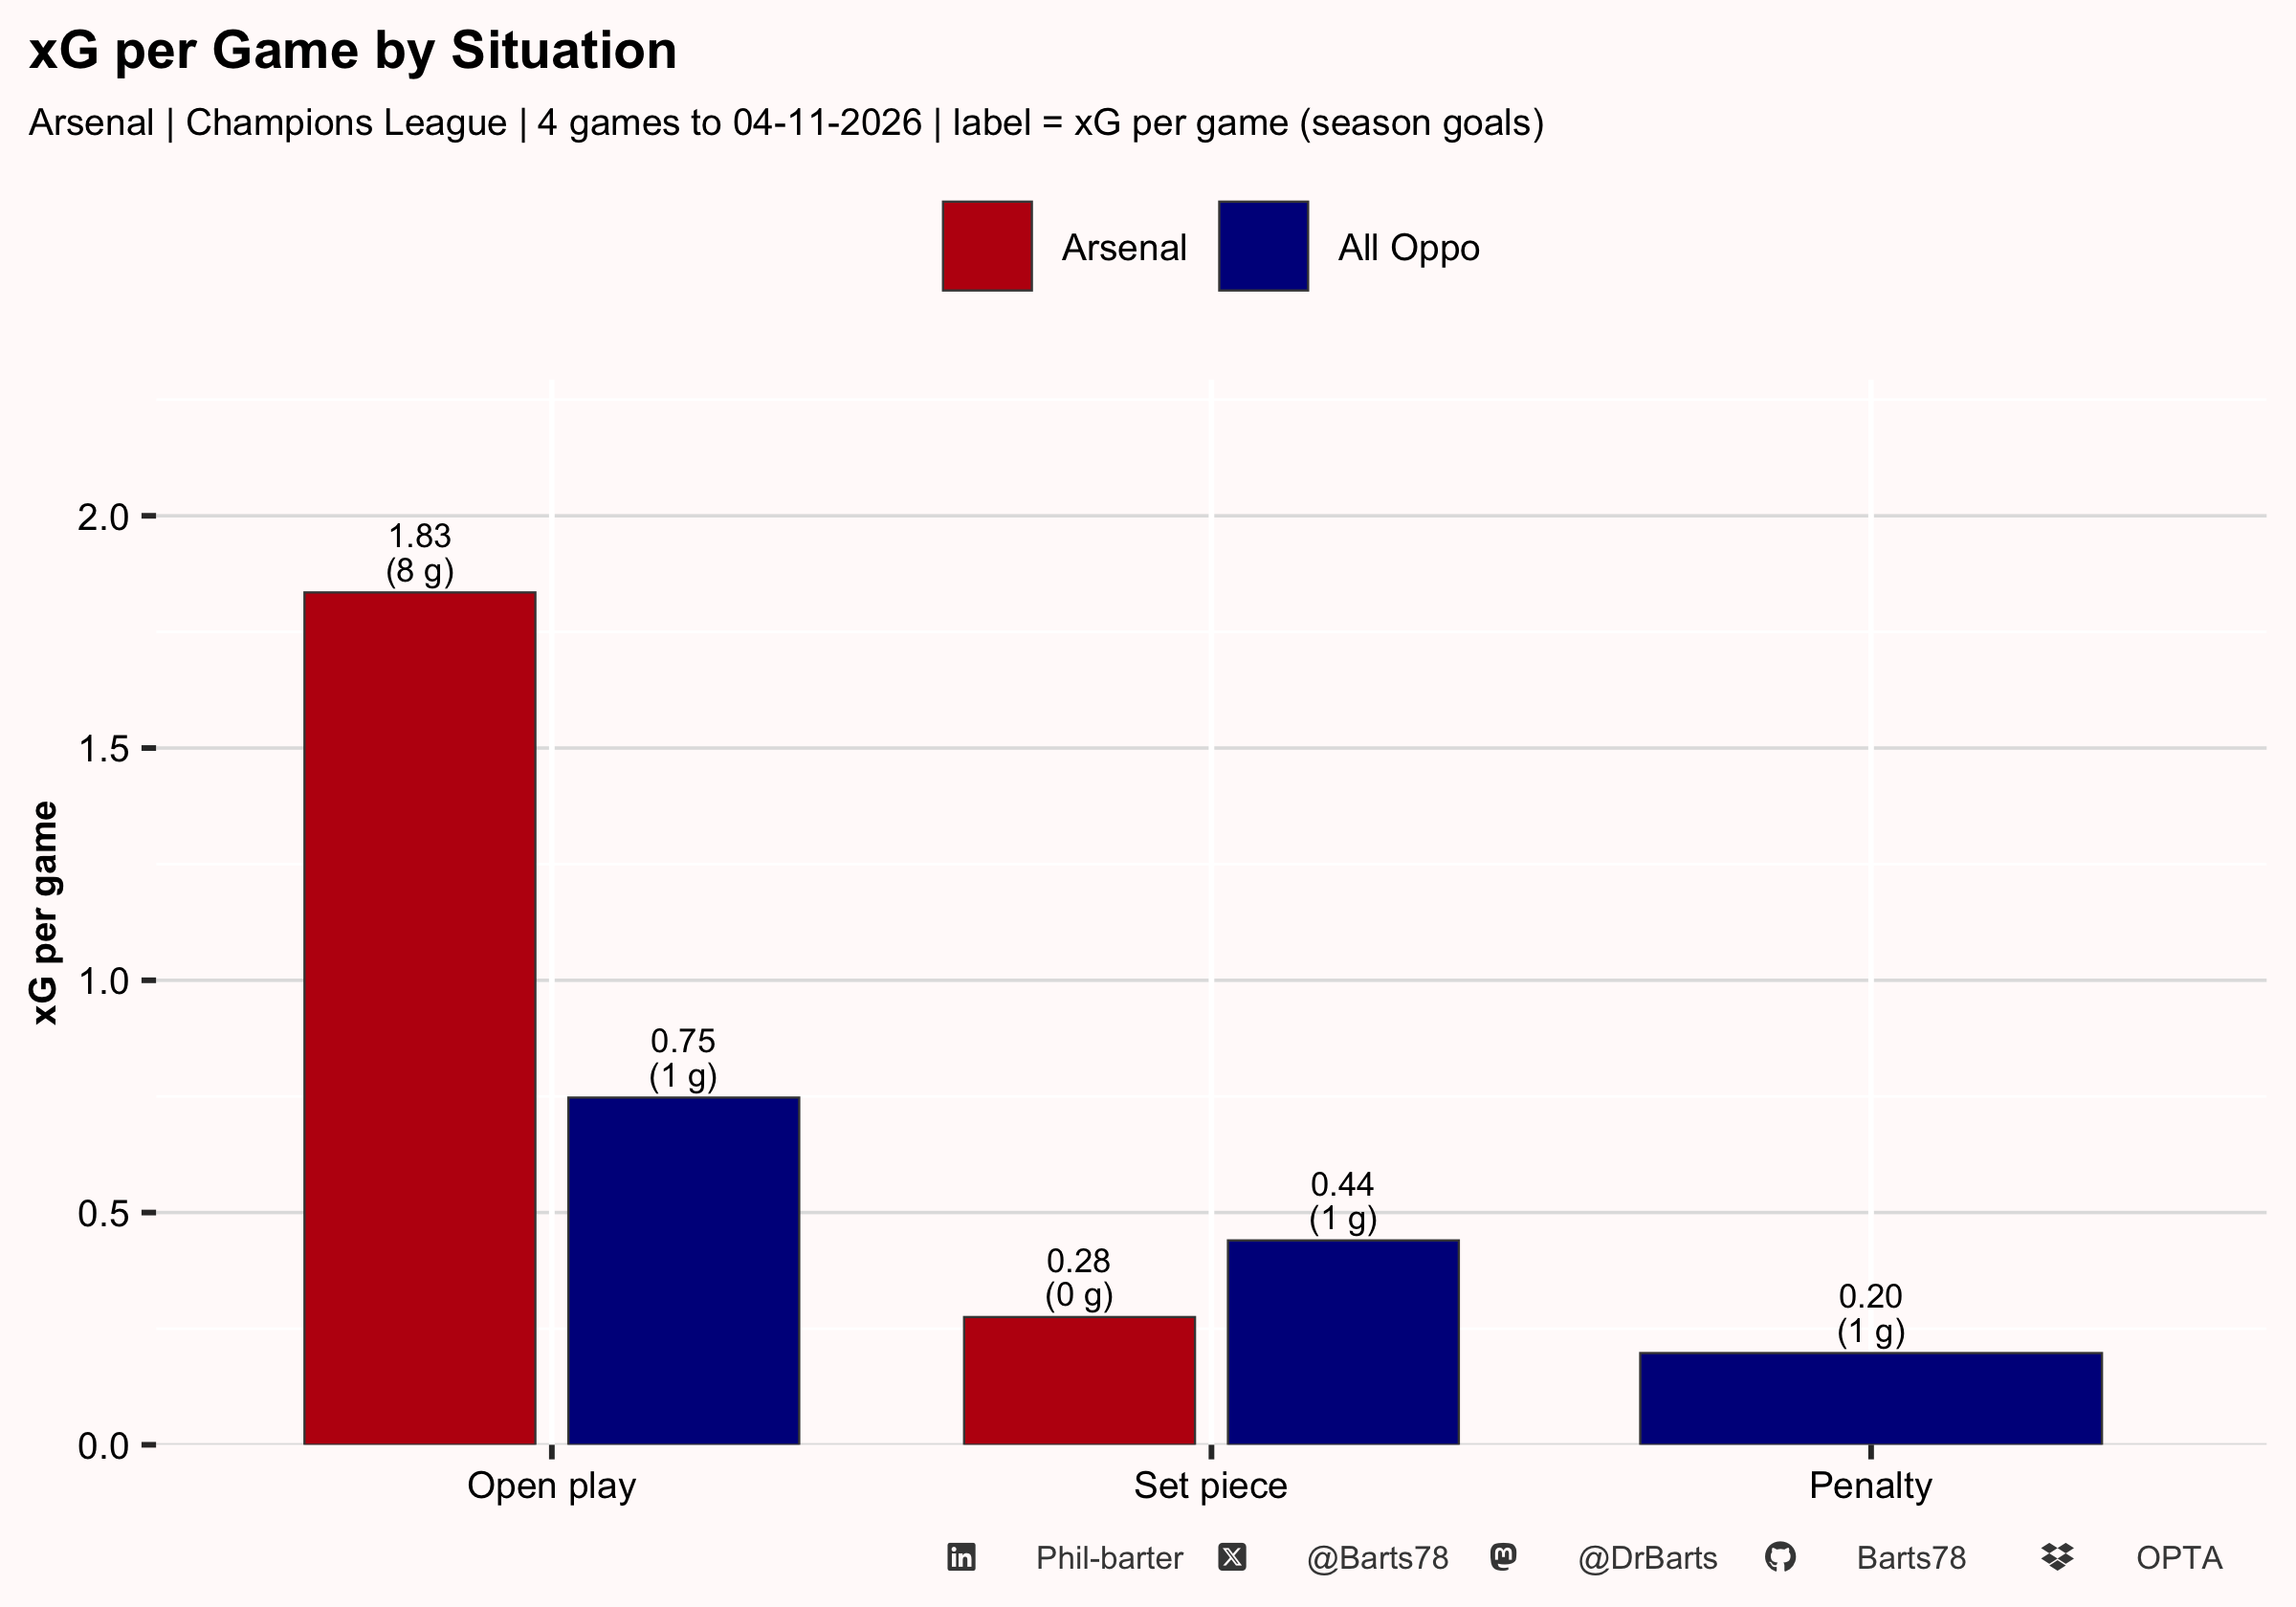 xG per Game by Situation
Arsenal | Champions League | 4 games to 04-11-2026 | label = xG per game (season goals)
Arsenal
All Oppo
xG per game
2.0
1.5
1.0
0.5
0.0
1.83
(8 g)
0.75
(1 g)
0.28
(0 g)
0.44
(1 g)
0.20
(1 g)
Open play
Set piece
Penalty
Phil-barter @Barts78 @DrBarts Barts78 OPTA